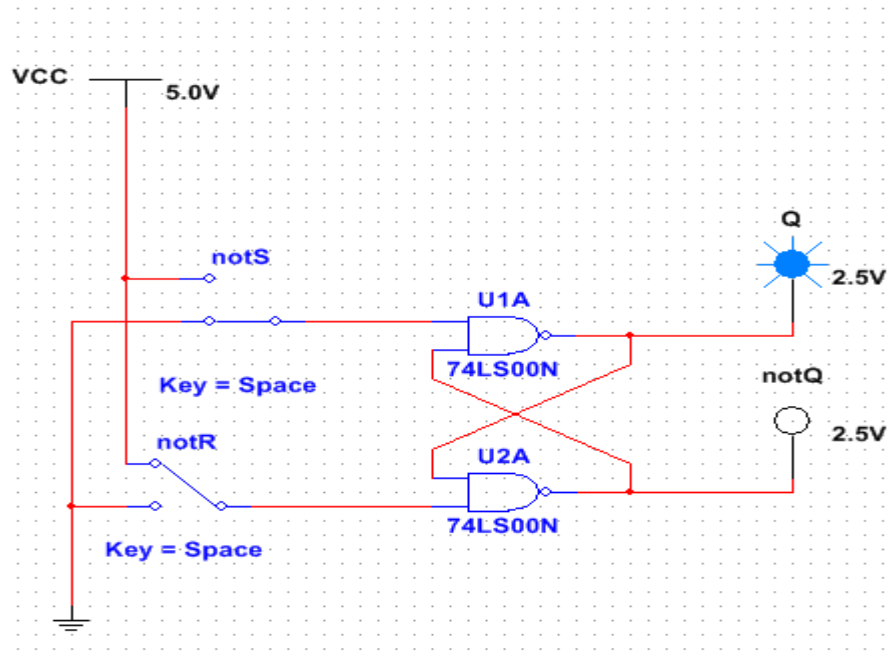 VCC
5.0V
notS
Key = Space
notR
Key = Space
U1A
74LS00N
U2A
74LS00N
Q
2.5V
notQ
2.5V